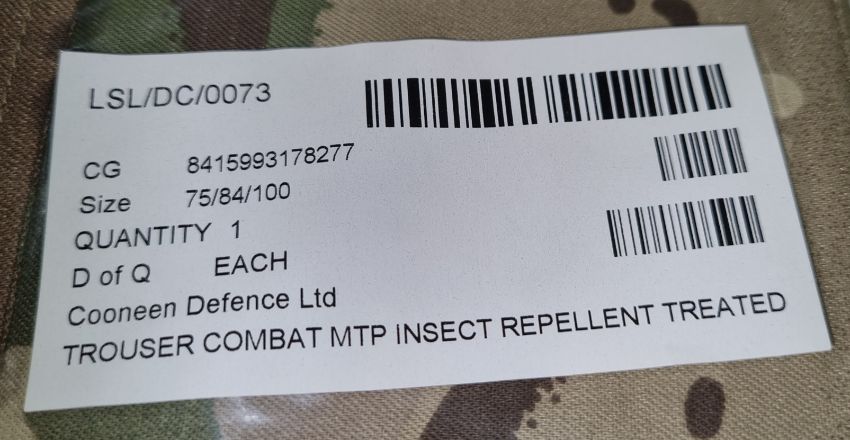 LSL/DC/0073
CG 8415993178277
Size 75/84/100
QUANTITY 1
D of Q EACH
Cooneen Defence Ltd
TROUSER COMBAT MTP INSECT REPELLENT TREATED